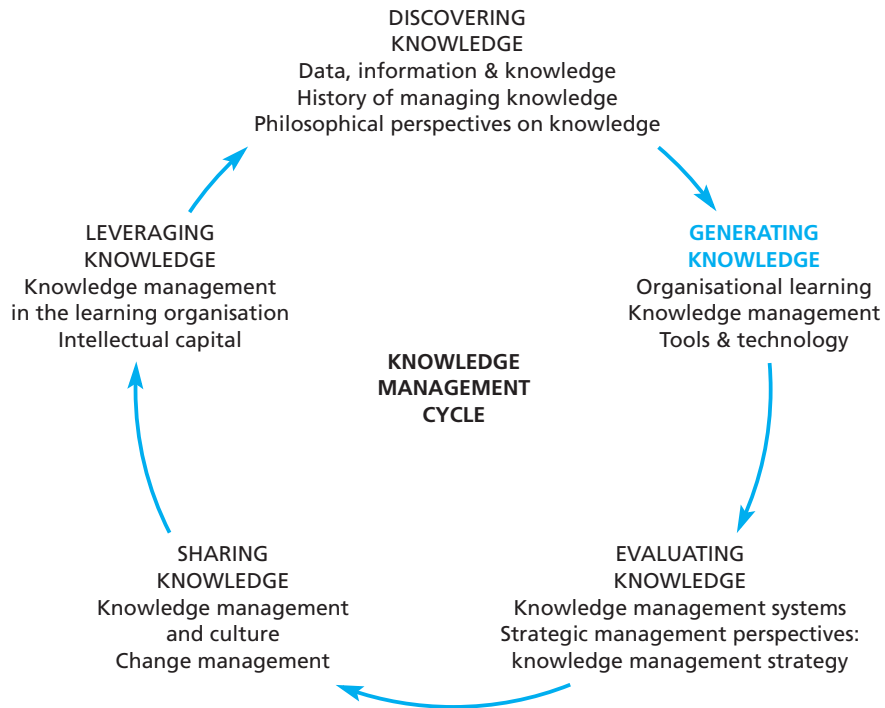 DISCOVERING
KNOWLEDGE
Data, information & knowledge
History of managing knowledge
Philosophical perspectives on knowledge
GENERATING
KNOWLEDGE
Organisational learning
Knowledge management
Tools & technology
EVALUATING
KNOWLEDGE
Knowledge management systems
Strategic management perspectives:
knowledge management strategy
SHARING
KNOWLEDGE
Knowledge management
and culture
Change management
LEVERAGING
KNOWLEDGE
Knowledge management
in the learning organisation
Intellectual capital
KNOWLEDGE
MANAGEMENT
CYCLE